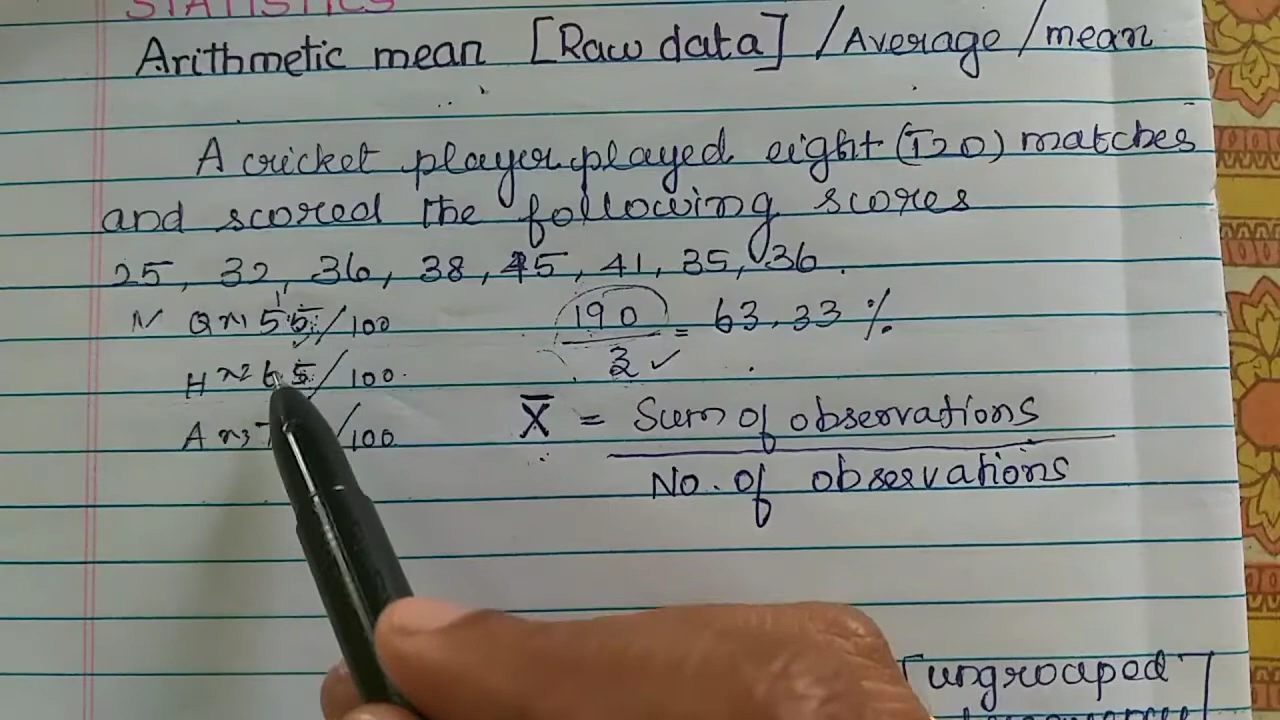 STATISTICS
Arithmetic mean [Raw data] / Average / mean
A cricket player played eight (T20) matches
and scored the following scores
25, 32, 36, 38, 45, 41, 35, 36.
55/100
190/3 = 63.33 %
H 65/100.
A /100
X̄ = Sum of observations
No. of observations
[ungrouped